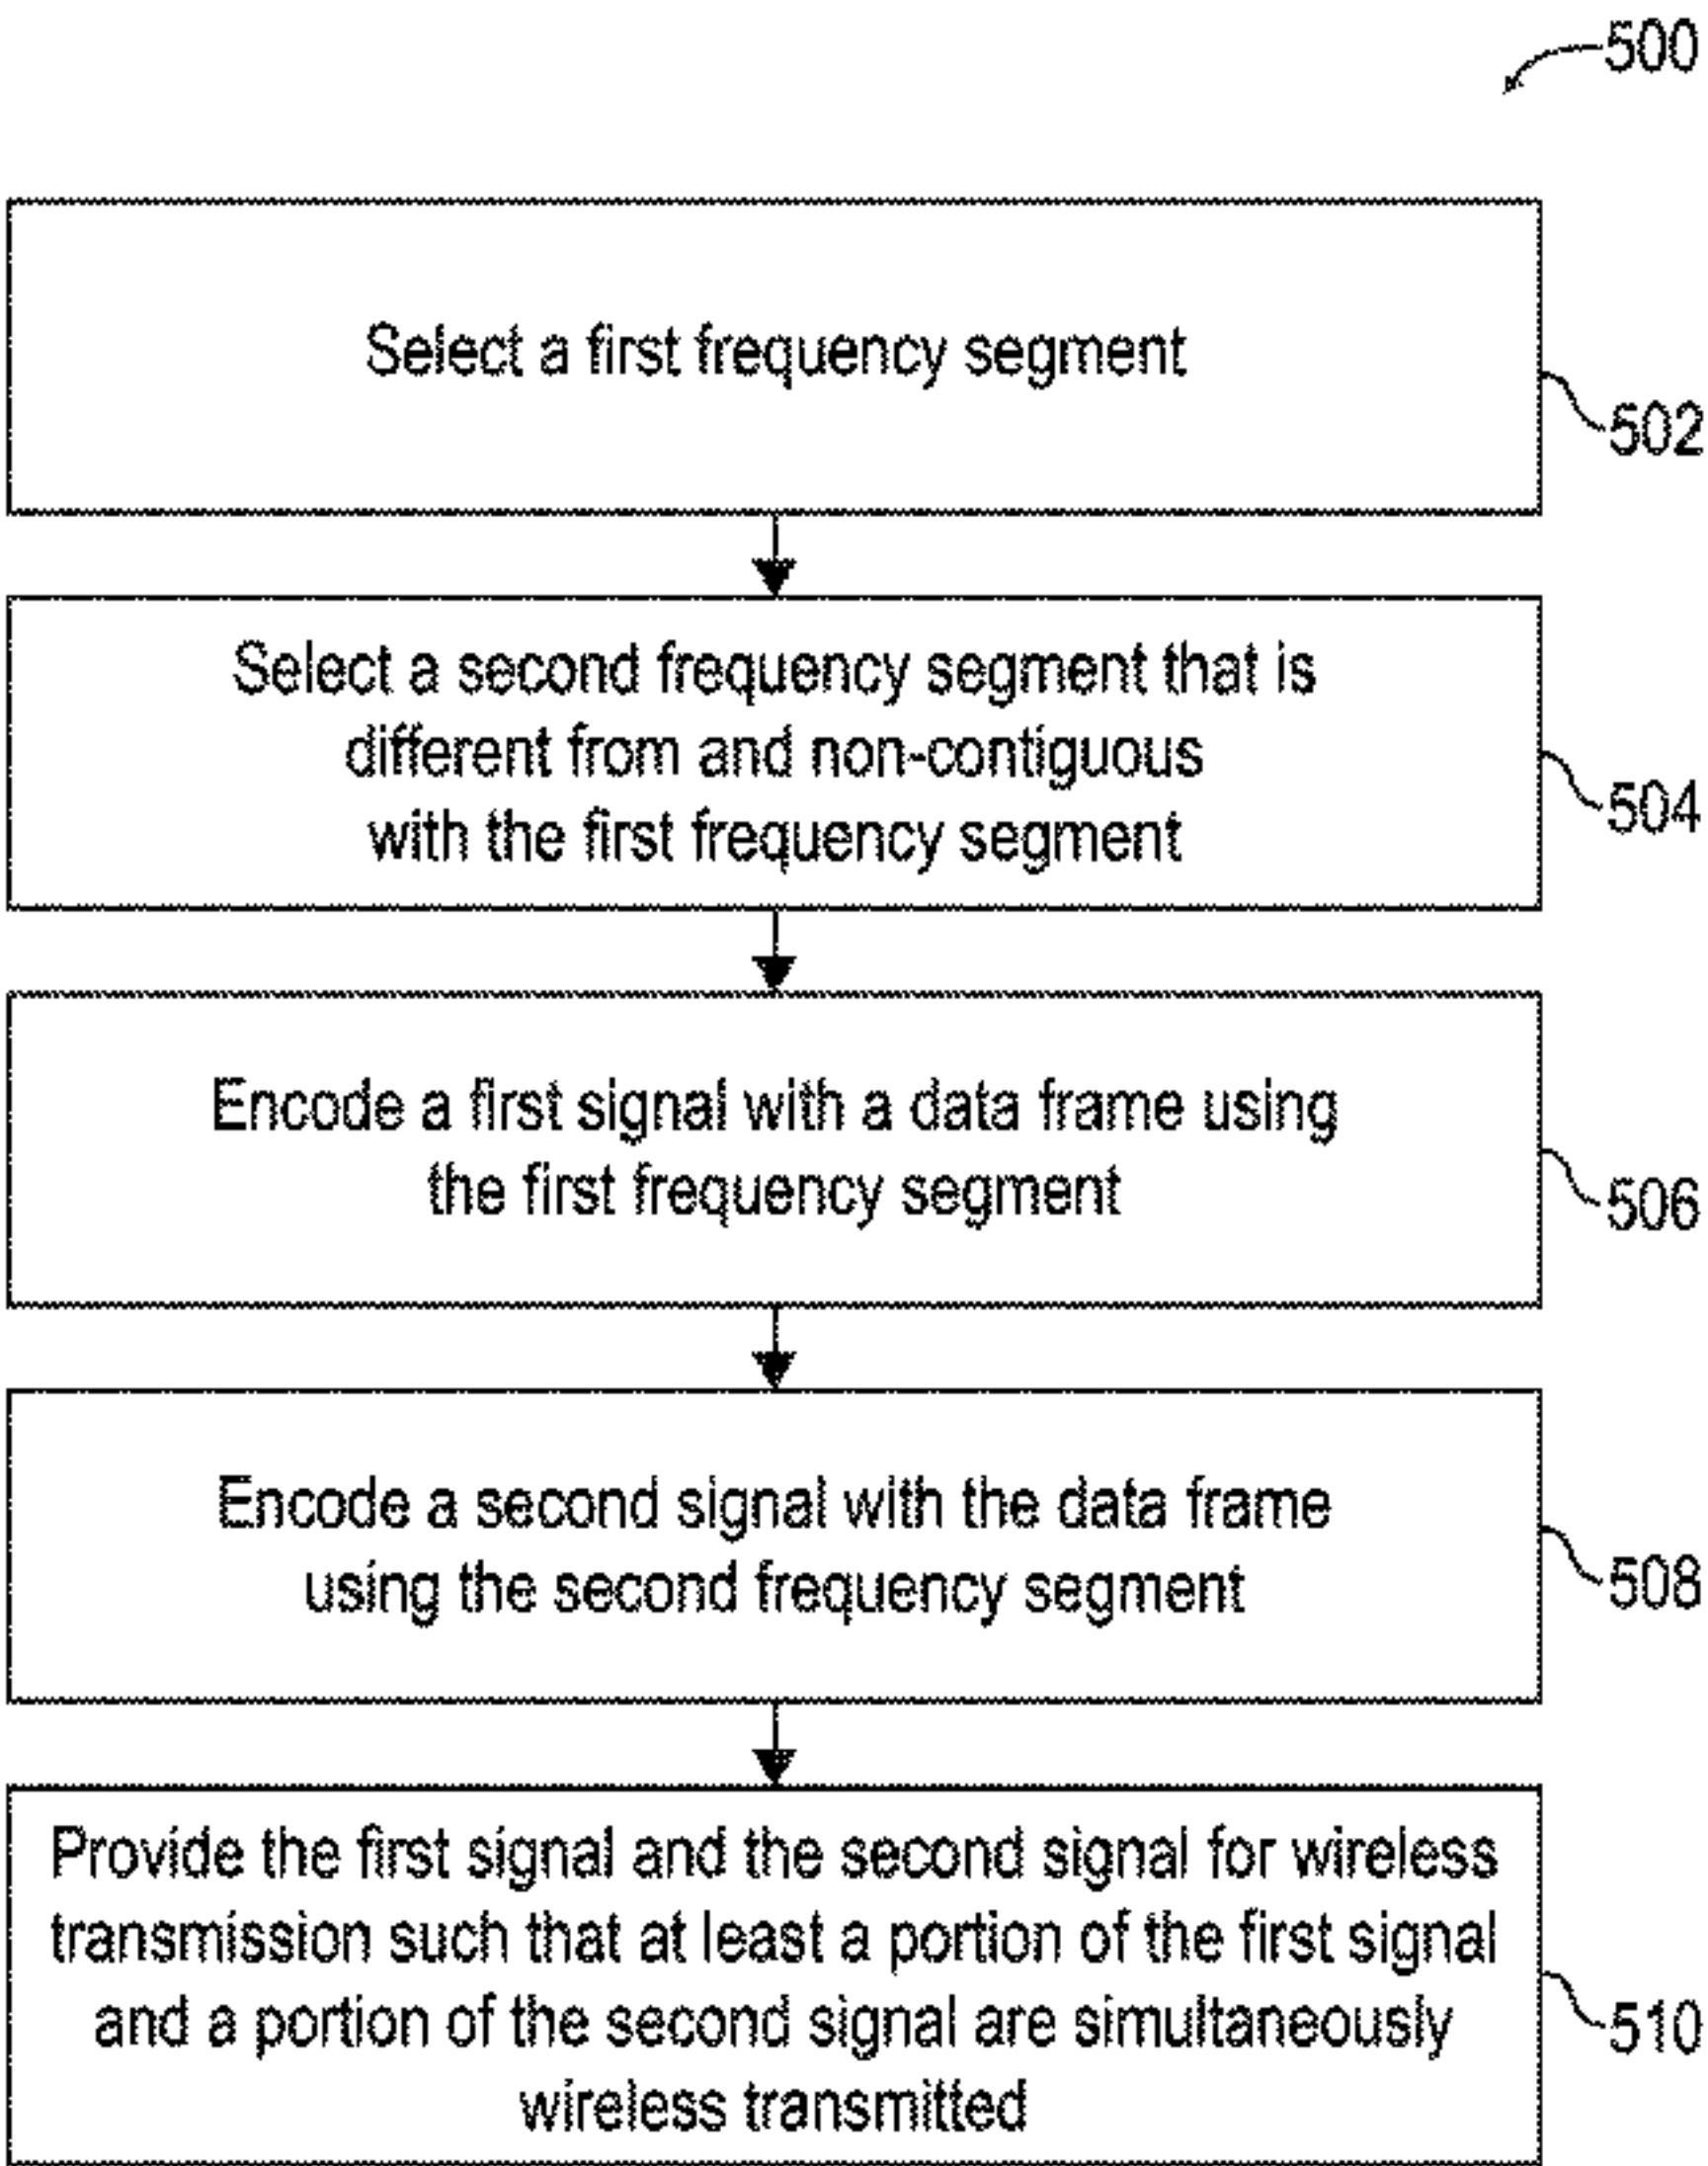 500
Select a first frequency segment
502
Select a second frequency segment that is
different from and non-contiguous
with the first frequency segment
504
Encode a first signal with a data frame using
the first frequency segment
506
Encode a second signal with the data frame
using the second frequency segment
508
Provide the first signal and the second signal for wireless
transmission such that at least a portion of the first signal
and a portion of the second signal are simultaneously
wireless transmitted
510